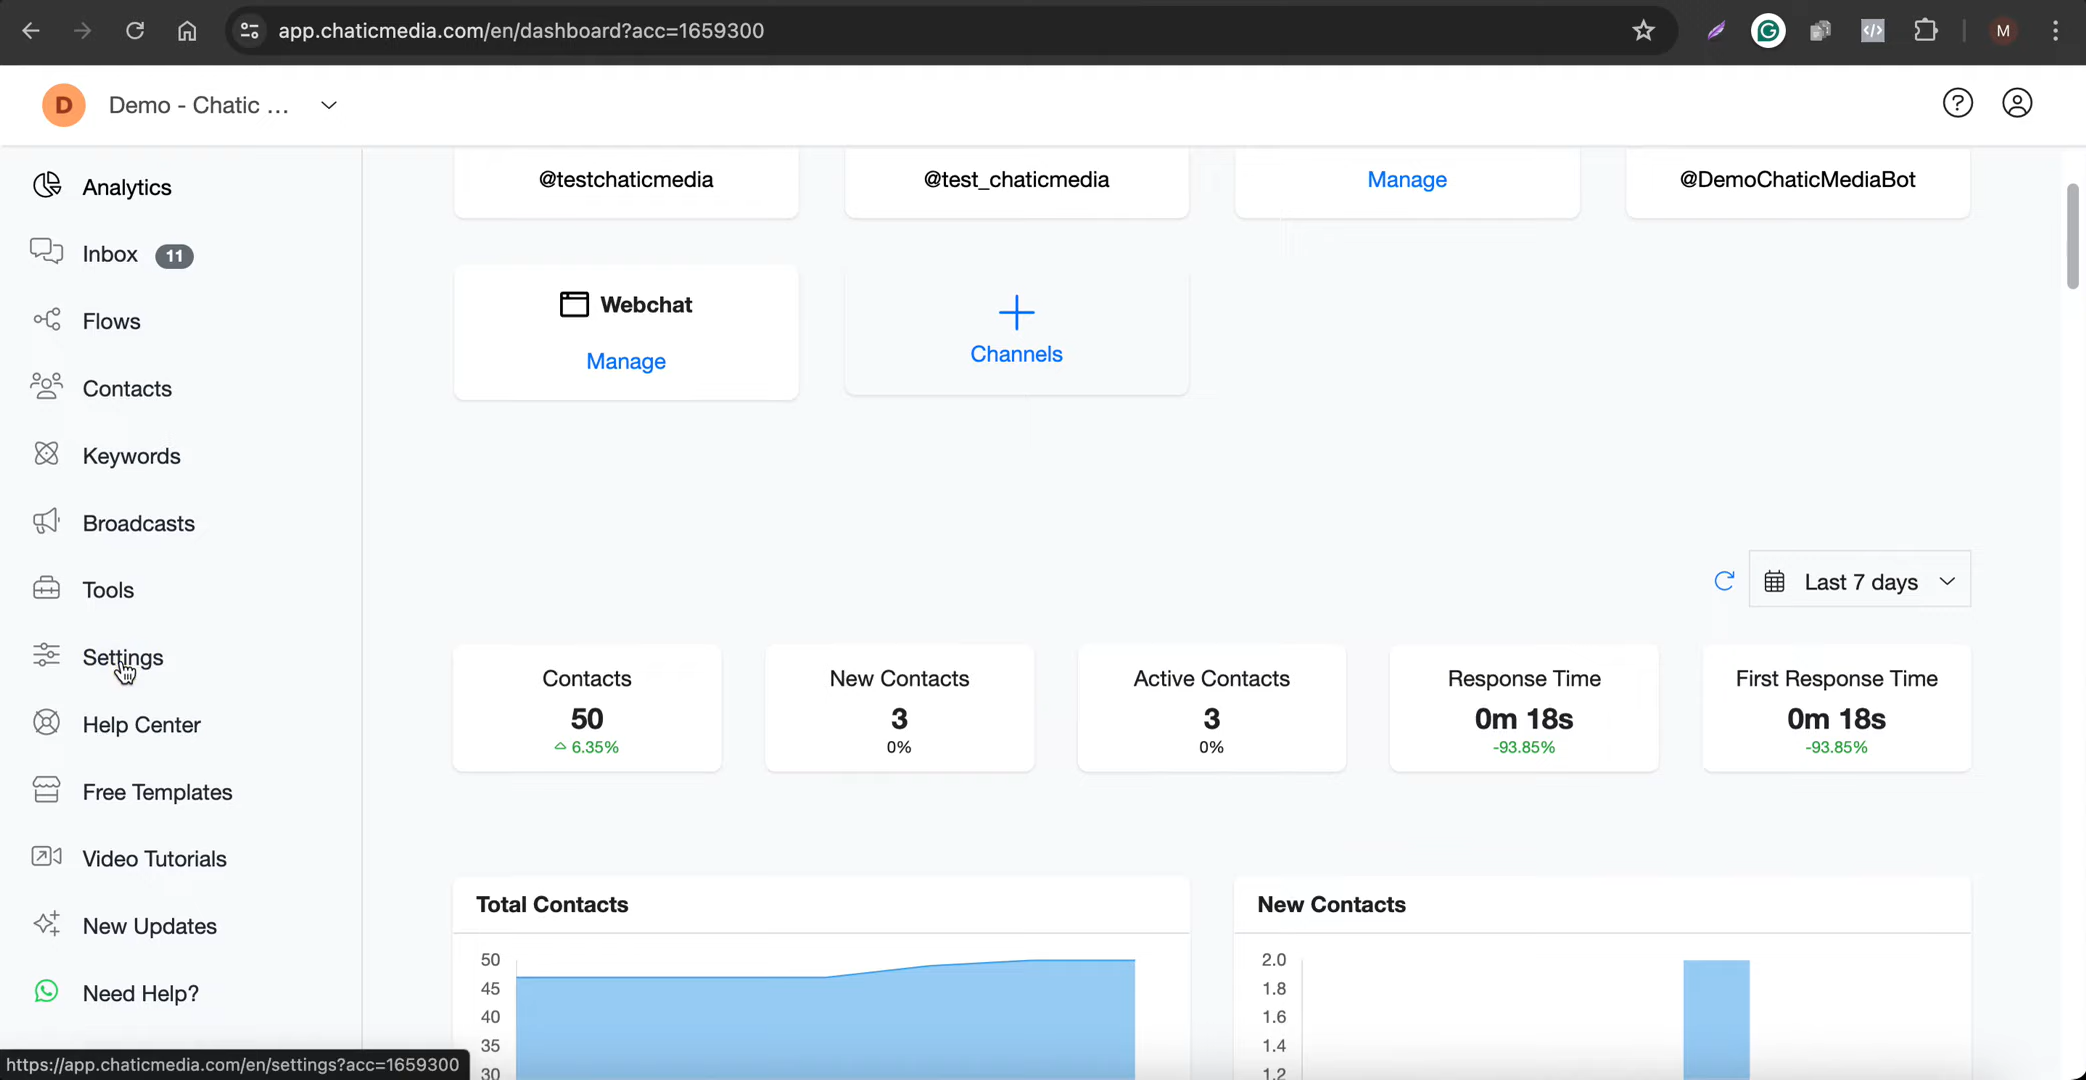 app.chaticmedia.com/en/dashboard?acc=1659300
M
D
Demo - Chatic ...
Analytics
Inbox 11
Flows
Contacts
Keywords
Broadcasts
Tools
Settings
Help Center
Free Templates
Video Tutorials
New Updates
Need Help?
@testchaticmedia
@test_chaticmedia
Manage
@DemoChaticMediaBot
Webchat
Manage
Channels
Last 7 days
Contacts
50
6.35%
New Contacts
3
0%
Active Contacts
3
0%
Response Time
0m 18s
-93.85%
First Response Time
0m 18s
-93.85%
Total Contacts
50
45
40
35
30
New Contacts
2.0
1.8
1.6
1.4
1.2
https://app.chaticmedia.com/en/settings?acc=1659300